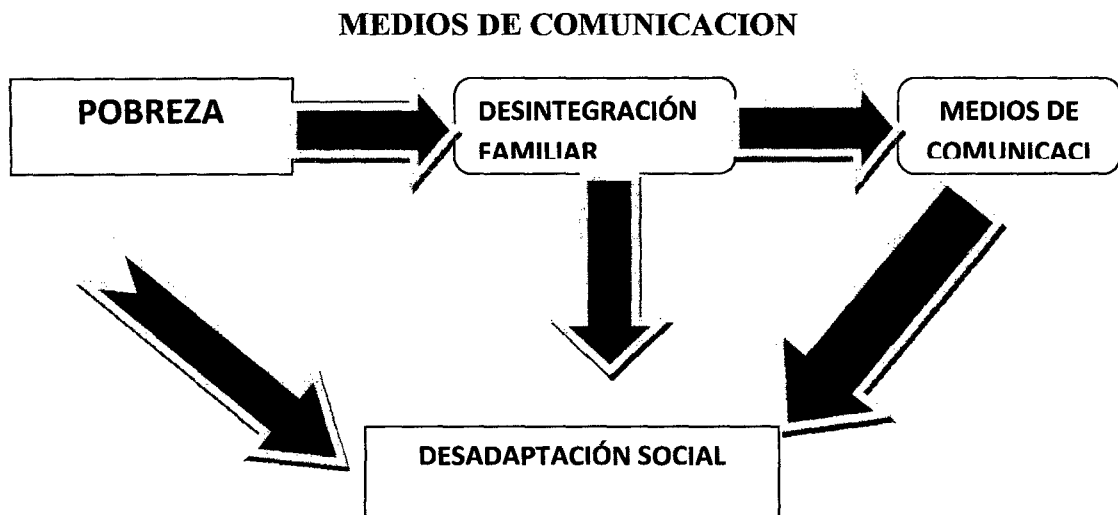 MEDIOS DE COMUNICACION
POBREZA
DESINTEGRACIÓN
FAMILIAR
MEDIOS DE
COMUNICACI
DESADAPTACIÓN SOCIAL